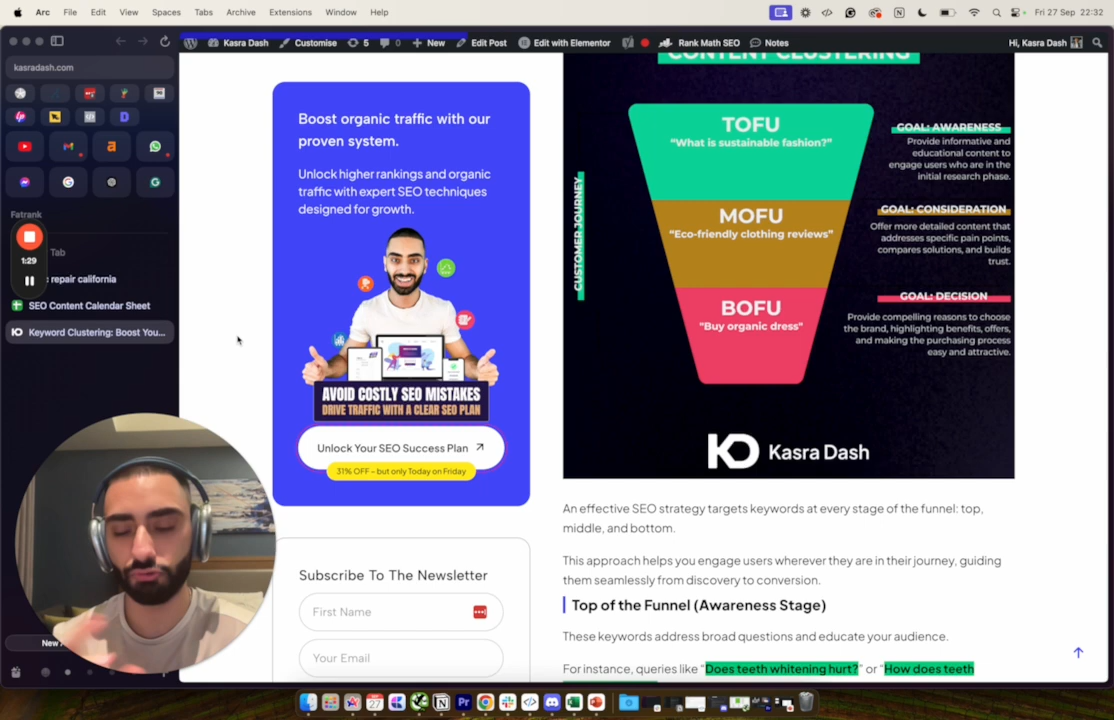 Arc File Edit View Spaces Tabs Archive Extensions Window Help
Fri 27 Sep 22:32
Kasra Dash Customise 5 0 New Edit Post Edit with Elementor Rank Math SEO Notes
Hi, Kasra Dash
kasradash.com
Fatrank
1:29
Tab
repair california
SEO Content Calendar Sheet
Keyword Clustering: Boost You...
New
Boost organic traffic with our
proven system.
Unlock higher rankings and organic
traffic with expert SEO techniques
designed for growth.
AVOID COSTLY SEO MISTAKES
DRIVE TRAFFIC WITH A CLEAR SEO PLAN
Unlock Your SEO Success Plan
31% OFF – but only Today on Friday
Subscribe To The Newsletter
First Name
Your Email
CONTENT CLUSTERING
CUSTOMER JOURNEY
TOFU
"What is sustainable fashion?"
MOFU
"Eco-friendly clothing reviews"
BOFU
"Buy organic dress"
GOAL: AWARENESS
Provide informative and
educational content to
engage users who are in the
initial research phase.
GOAL: CONSIDERATION
Offer more detailed content that
addresses specific pain points,
compares solutions, and builds
trust.
GOAL: DECISION
Provide compelling reasons to choose
the brand, highlighting benefits, offers,
and making the purchasing process
easy and attractive.
Kasra Dash
An effective SEO strategy targets keywords at every stage of the funnel: top,
middle, and bottom.
This approach helps you engage users wherever they are in their journey, guiding
them seamlessly from discovery to conversion.
Top of the Funnel (Awareness Stage)
These keywords address broad questions and educate your audience.
For instance, queries like "Does teeth whitening hurt?" or "How does teeth